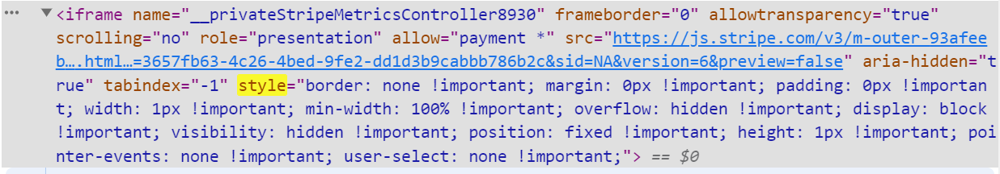 ··· ▼<iframe name="__privateStripeMetricsController8930" frameborder="0" allowtransparency="true"
scrolling="no" role="presentation" allow="payment *" src="https://js.stripe.com/v3/m-outer-93afee
b….html…=3657fb63-4c26-4bed-9fe2-dd1d3b9cabbb786b2c&sid=NA&version=6&preview=false" aria-hidden="t
rue" tabindex="-1" style="border: none !important; margin: 0px !important; padding: 0px !importan
t; width: 1px !important; min-width: 100% !important; overflow: hidden !important; display: block
!important; visibility: hidden !important; position: fixed !important; height: 1px !important; poi
nter-events: none !important; user-select: none !important;"> == $0